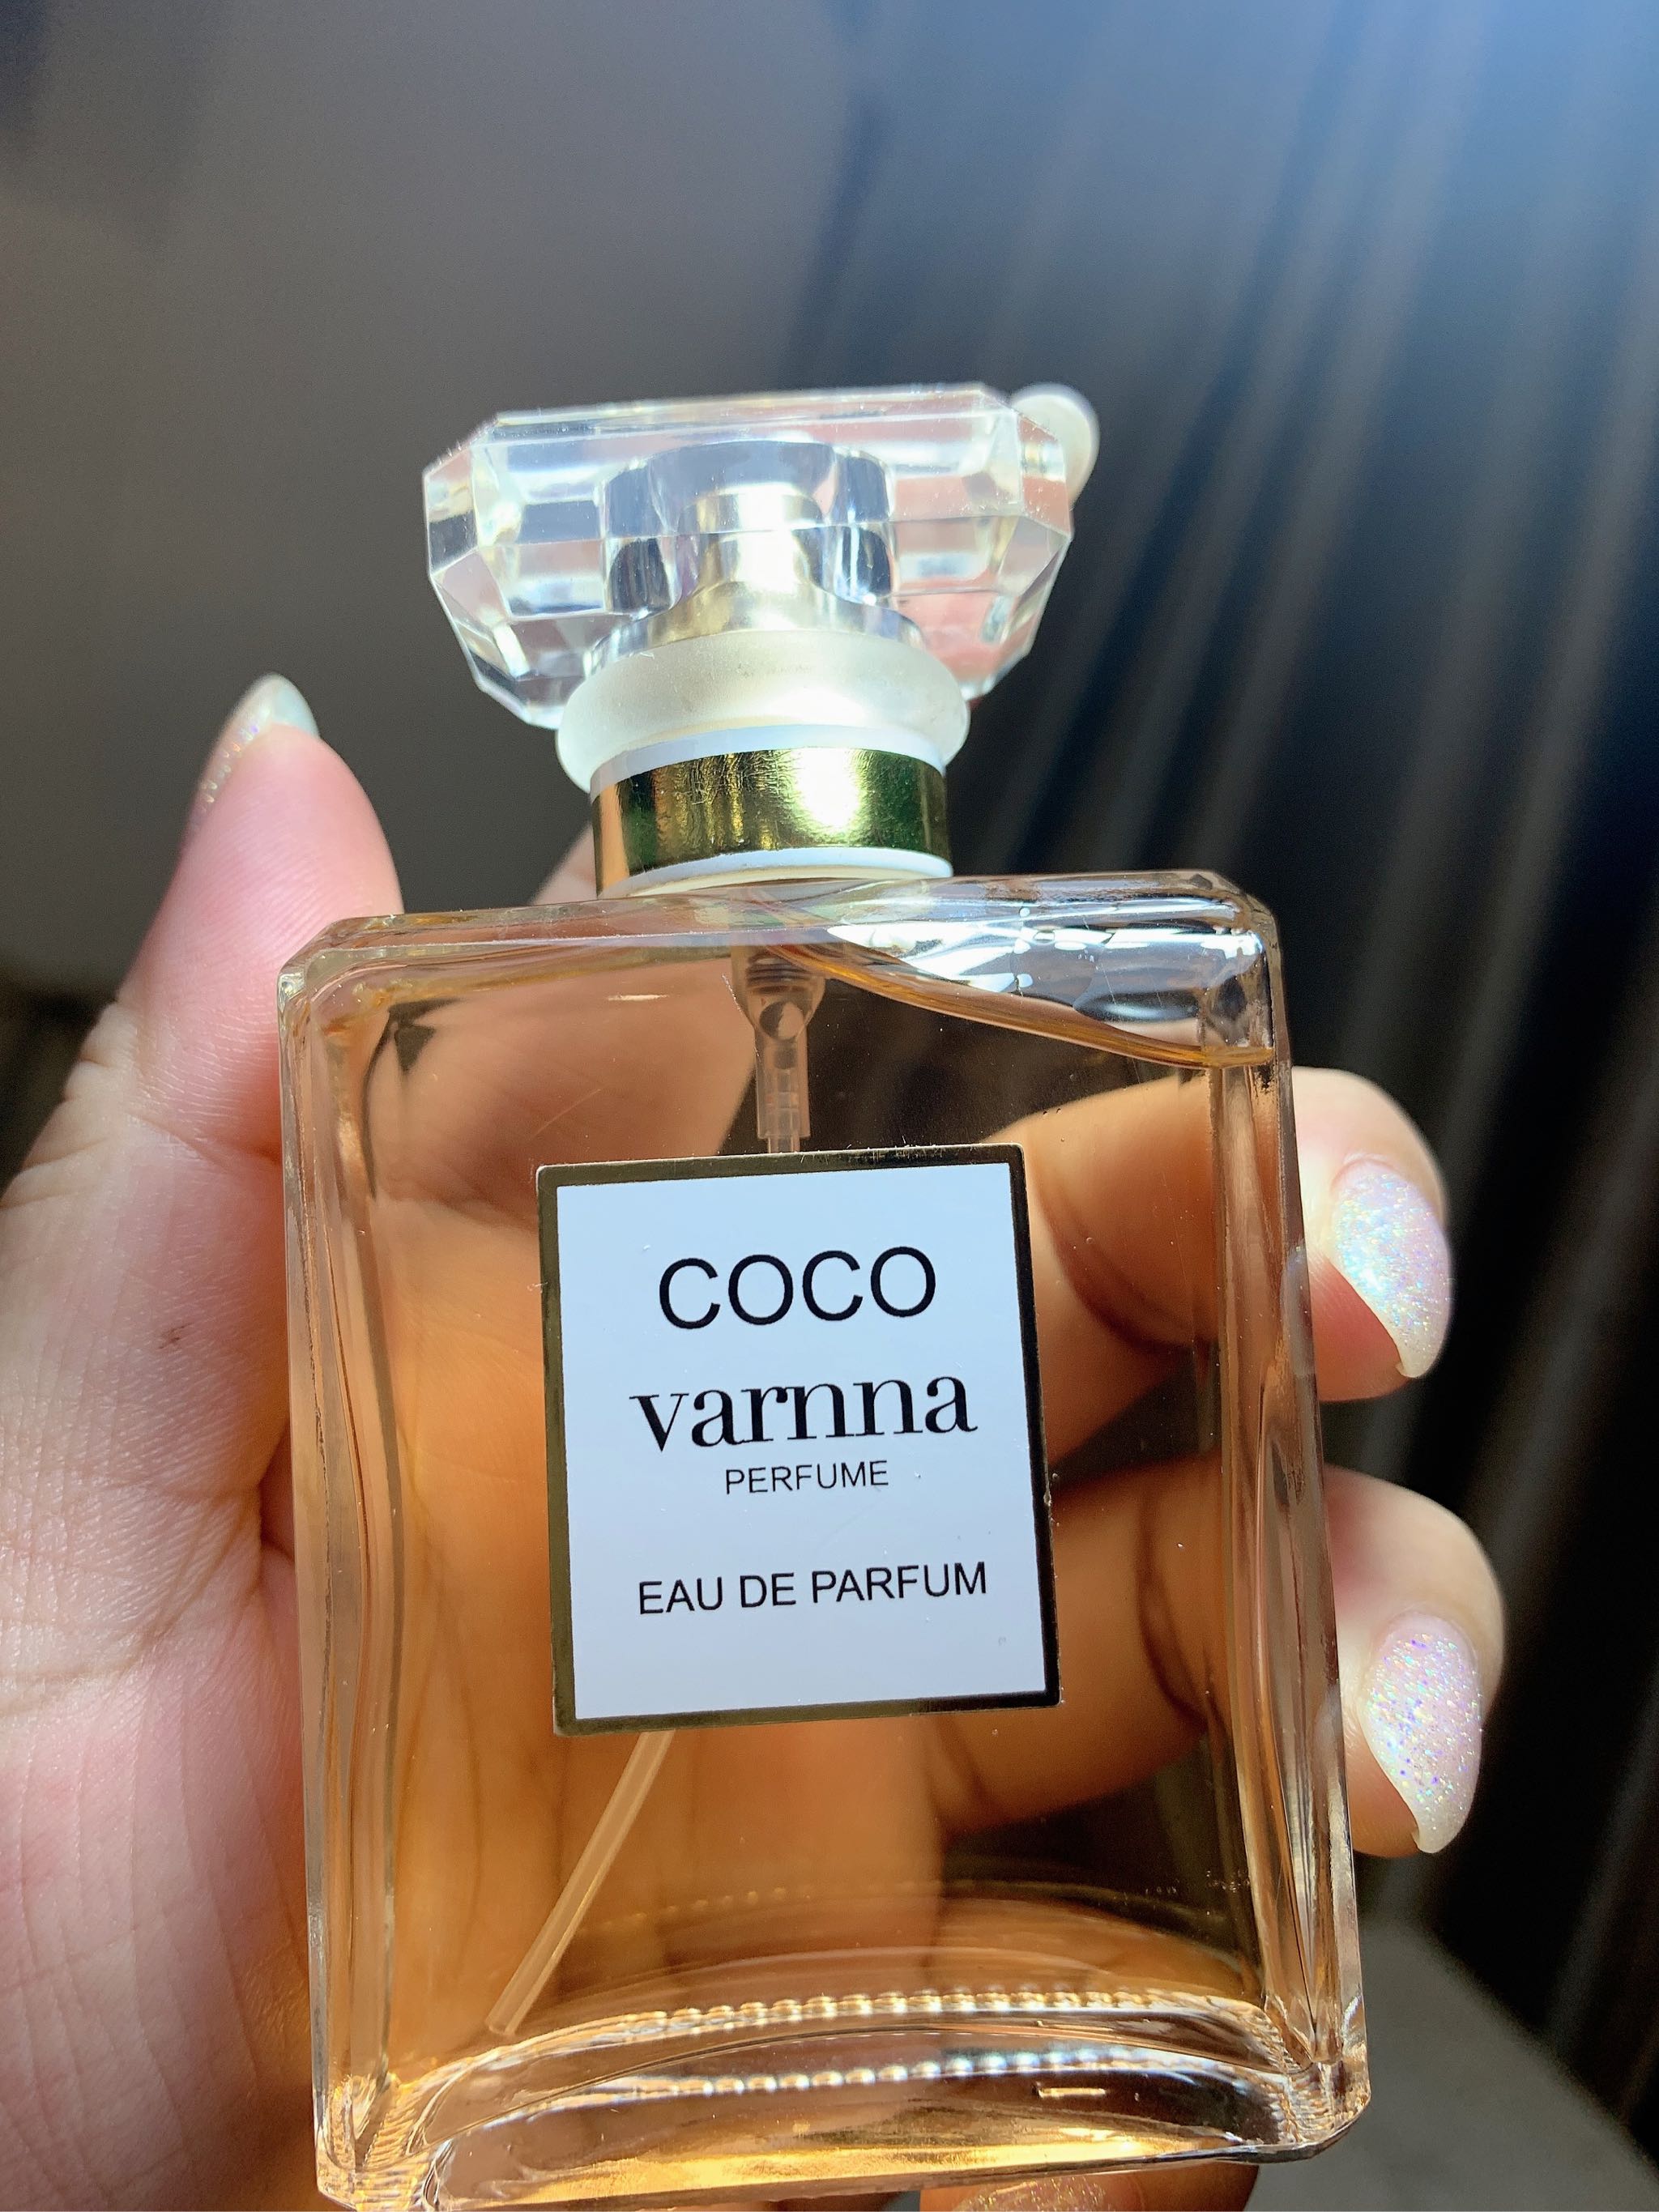 COCO
varnna
PERFUME
EAU DE PARFUM